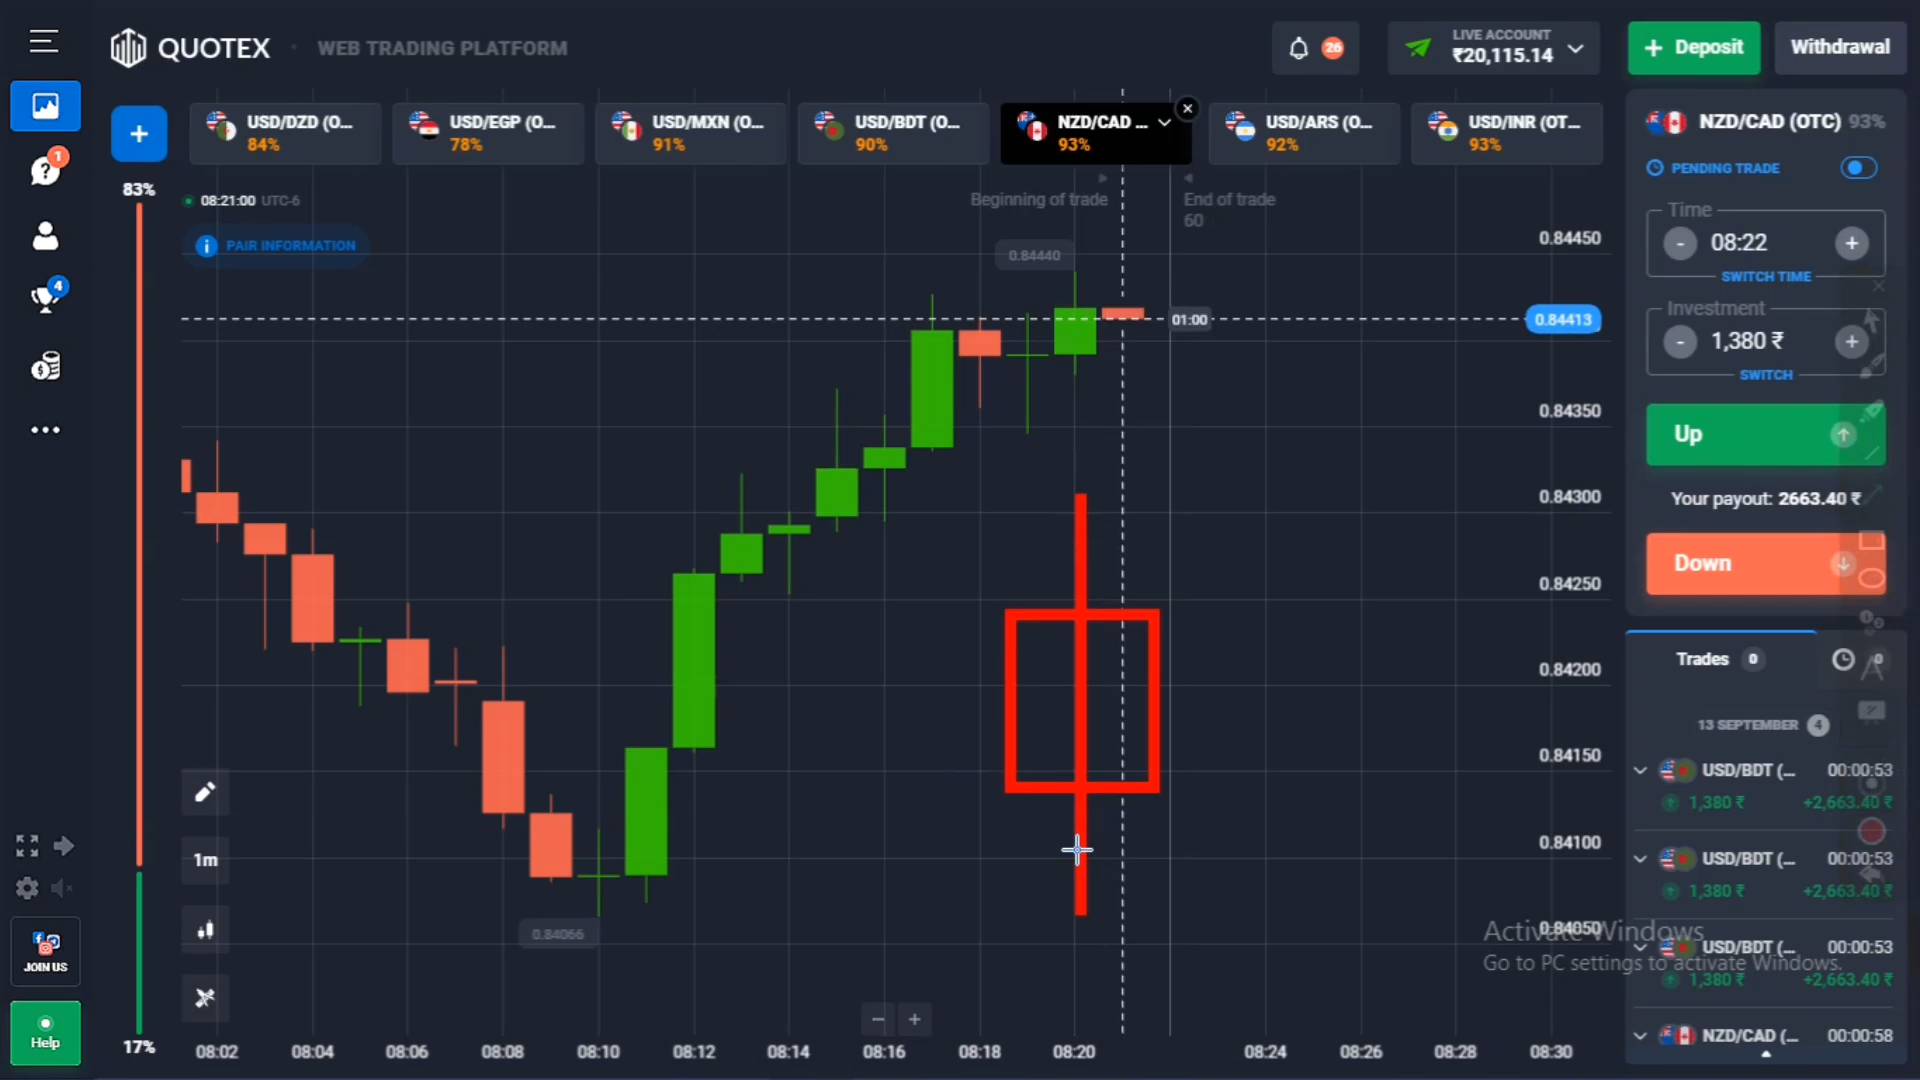 QUOTEX
WEB TRADING PLATFORM
26
LIVE ACCOUNT
₹20,115.14
+ Deposit
Withdrawal
+
USD/DZD (O...
84%
USD/EGP (O...
78%
USD/MXN (O...
91%
USD/BDT (O...
90%
NZD/CAD ...
93%
USD/ARS (O...
92%
USD/INR (OT...
93%
1
4
JOIN US
Help
83%
17%
08:21:00 UTC-6
PAIR INFORMATION
Beginning of trade
End of trade
60
0.84440
01:00
0.84413
0.84066
0.84450
0.84350
0.84300
0.84250
0.84200
0.84150
0.84100
0.84050
1m
08:02
08:04
08:06
08:08
08:10
08:12
08:14
08:16
08:18
08:20
08:24
08:26
08:28
08:30
NZD/CAD (OTC) 93%
PENDING TRADE
Time
- 08:22 +
SWITCH TIME
Investment
- 1,380 ₹ +
SWITCH
Up
Your payout: 2663.40 ₹
Down
Trades 0
0
13 SEPTEMBER 4
USD/BDT (... 00:00:53
1,380 ₹ +2,663.40 ₹
USD/BDT (... 00:00:53
1,380 ₹ +2,663.40 ₹
USD/BDT (... 00:00:53
1,380 ₹ +2,663.40 ₹
NZD/CAD (... 00:00:58
Activate Windows
Go to PC settings to activate Windows.